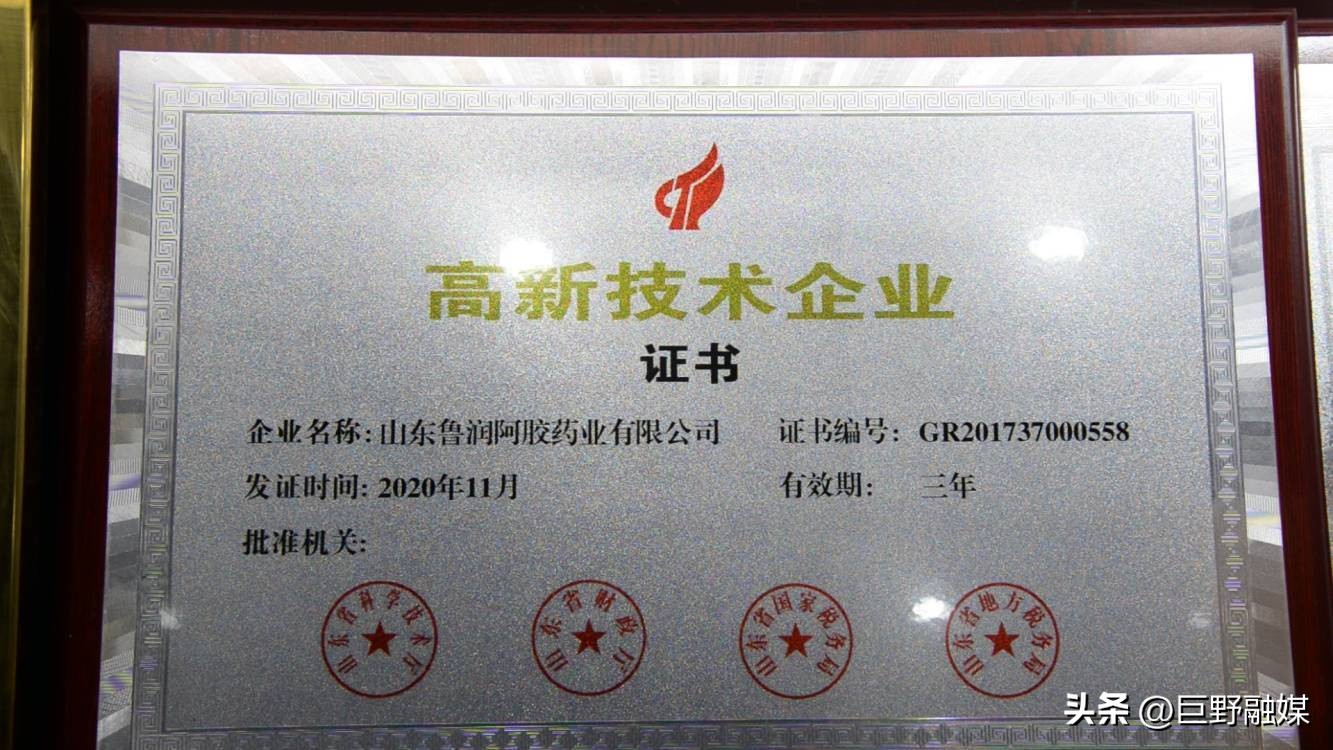 高新技术企业
证书
企业名称:山东鲁润阿胶药业有限公司 证书编号: GR201737000558
发证时间: 2020年11月 有效期: 三年
批准机关:
山东省科学技术厅
山东省财政厅
山东省国家税务局
山东省地方税务局
头条 @巨野融媒